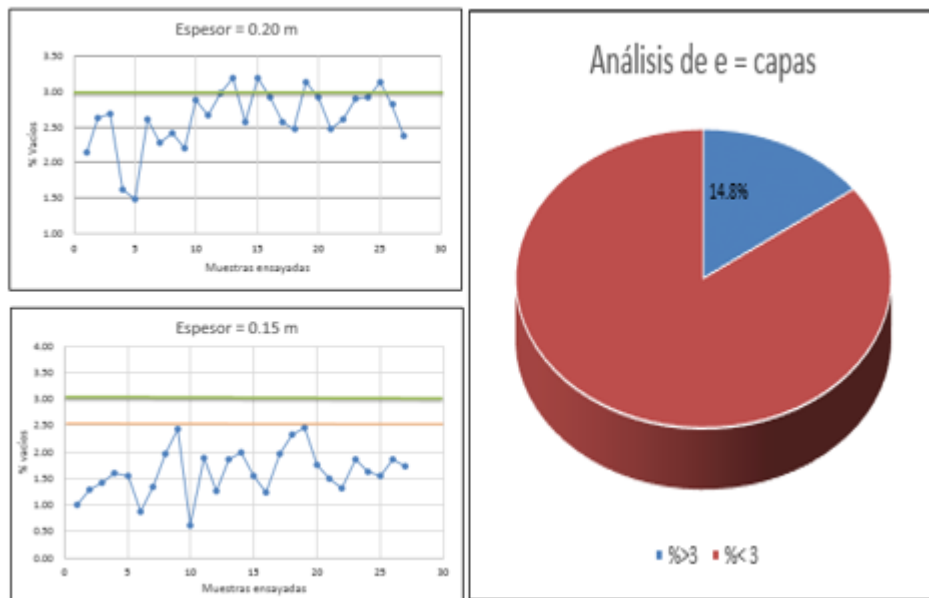 Espesor = 0.20 m
% Vacíos
3.50
3.00
2.50
2.00
1.50
1.00
0 5 10 15 20 25 30
Muestras ensayadas
Espesor = 0.15 m
% vacíos
4.00
3.50
3.00
2.50
2.00
1.50
1.00
0.50
0.00
0 5 10 15 20 25 30
Muestras ensayadas
Análisis de e = capas
14.8%
%>3 %< 3